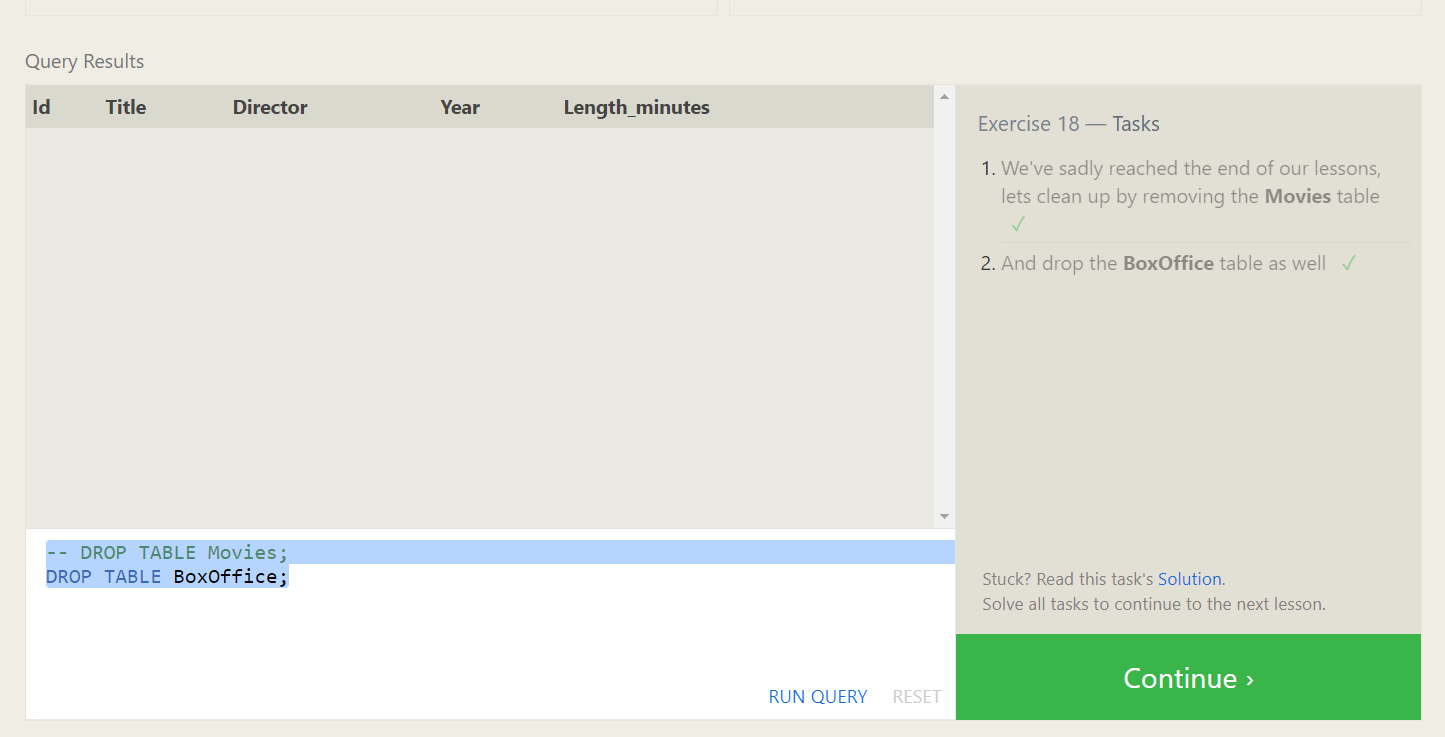 Query Results
Id Title Director Year Length_minutes
Exercise 18 — Tasks
1. We've sadly reached the end of our lessons,
lets clean up by removing the Movies table
✓
2. And drop the BoxOffice table as well ✓
-- DROP TABLE Movies;
DROP TABLE BoxOffice;
RUN QUERY RESET
Stuck? Read this task's Solution.
Solve all tasks to continue to the next lesson.
Continue ›